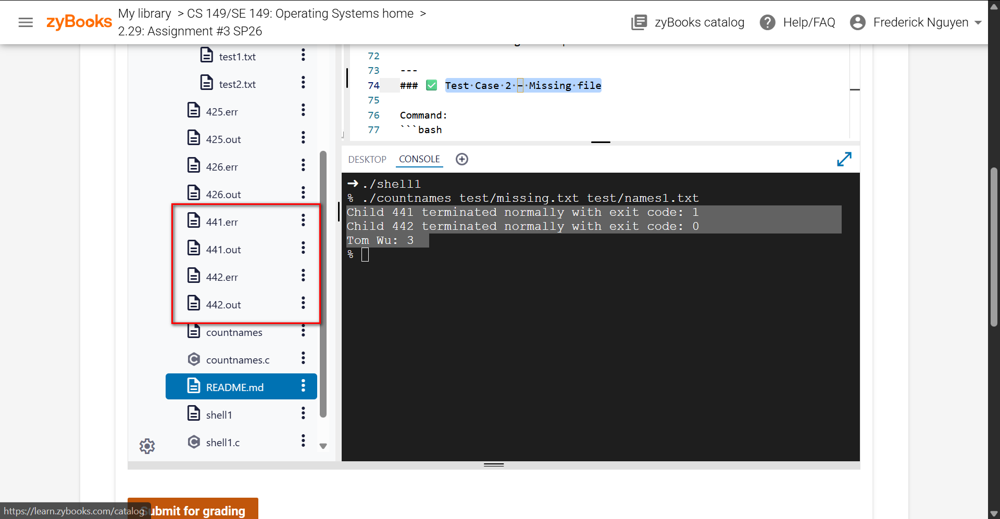 zyBooks
My library > CS 149/SE 149: Operating Systems home >
2.29: Assignment #3 SP26
zyBooks catalog
Help/FAQ
Frederick Nguyen
test1.txt
test2.txt
425.err
425.out
426.err
426.out
441.err
441.out
442.err
442.out
countnames
countnames.c
README.md
shell1
shell1.c
72
73 ---
74 ### ✅ Test Case 2 – Missing file
75
76 Command:
77 ```bash
DESKTOP CONSOLE
➜ ./shell1
% ./countnames test/missing.txt test/names1.txt
Child 441 terminated normally with exit code: 1
Child 442 terminated normally with exit code: 0
Tom Wu: 3
%
ubmit for grading
https://learn.zybooks.com/catalog